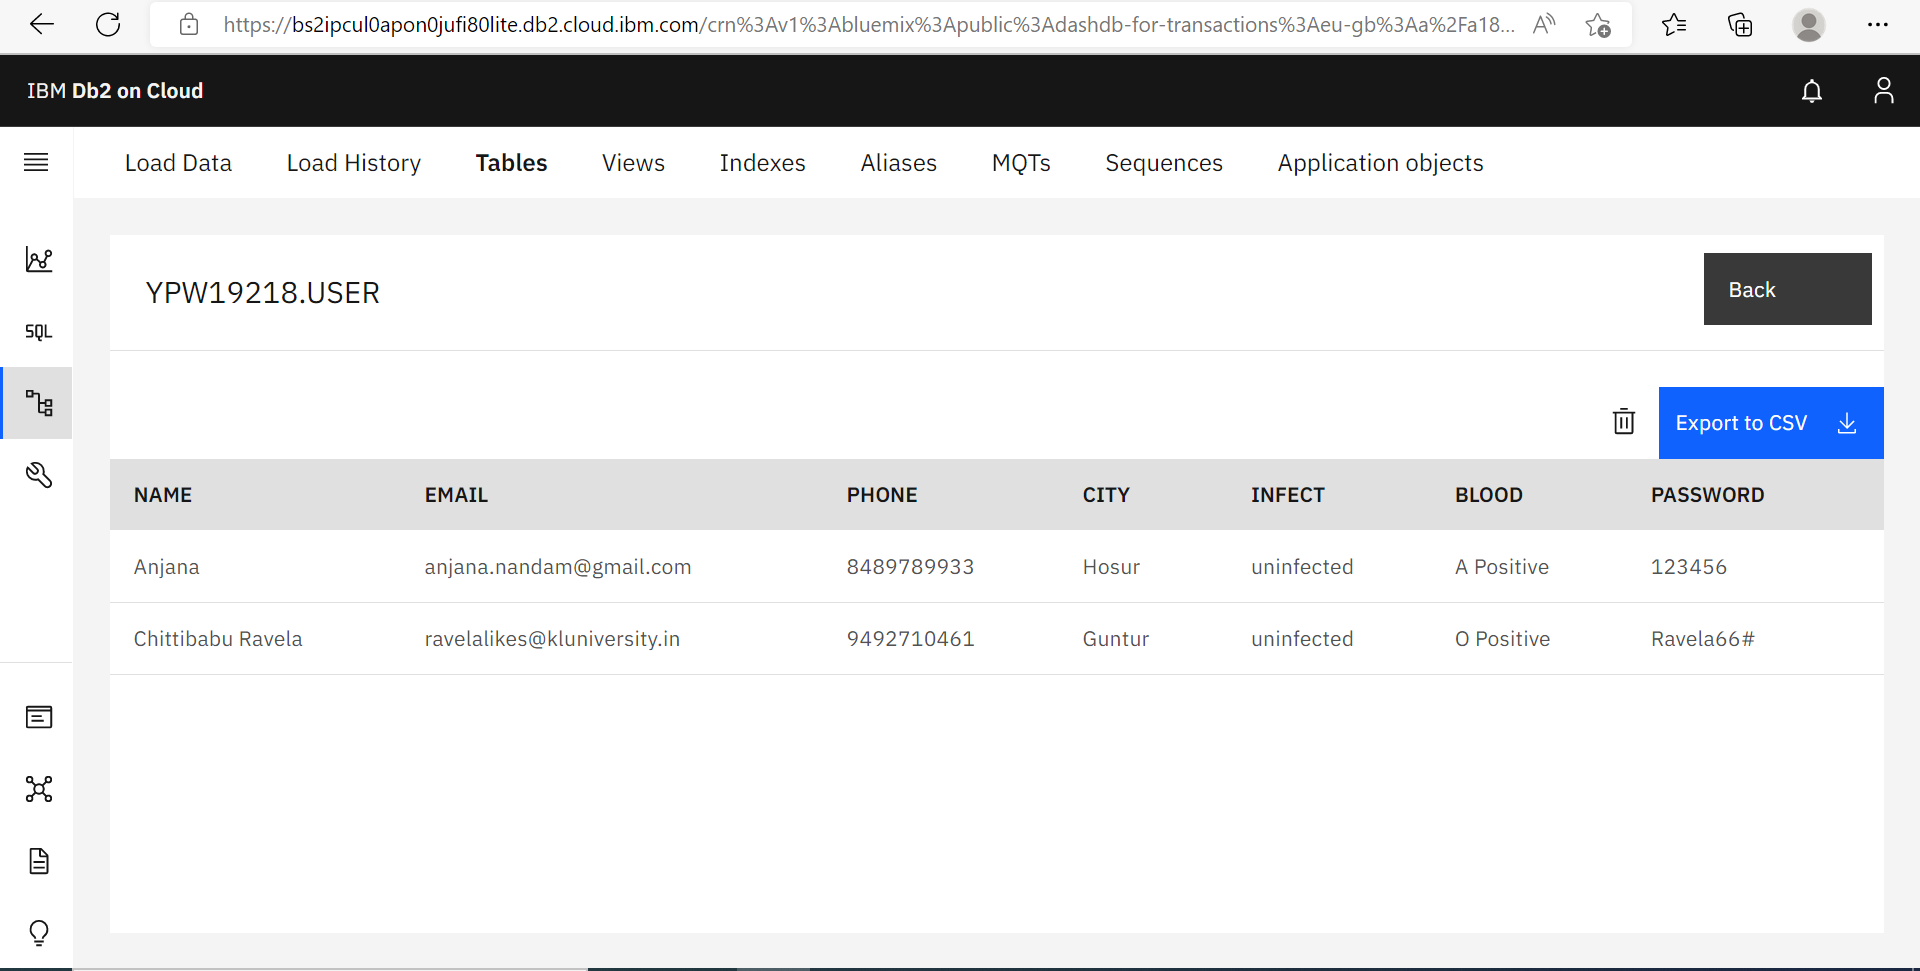 https://bs2ipcul0apon0jufi80lite.db2.cloud.ibm.com/crn%3Av1%3Abluemix%3Apublic%3Adashdb-for-transactions%3Aeu-gb%3Aa%2Fa18...
IBM Db2 on Cloud
Load Data Load History Tables Views Indexes Aliases MQTs Sequences Application objects
YPW19218.USER
Back
SQL
Export to CSV
NAME EMAIL PHONE CITY INFECT BLOOD PASSWORD
Anjana anjana.nandam@gmail.com 8489789933 Hosur uninfected A Positive 123456
Chittibabu Ravela ravelalikes@kluniversity.in 9492710461 Guntur uninfected O Positive Ravela66#